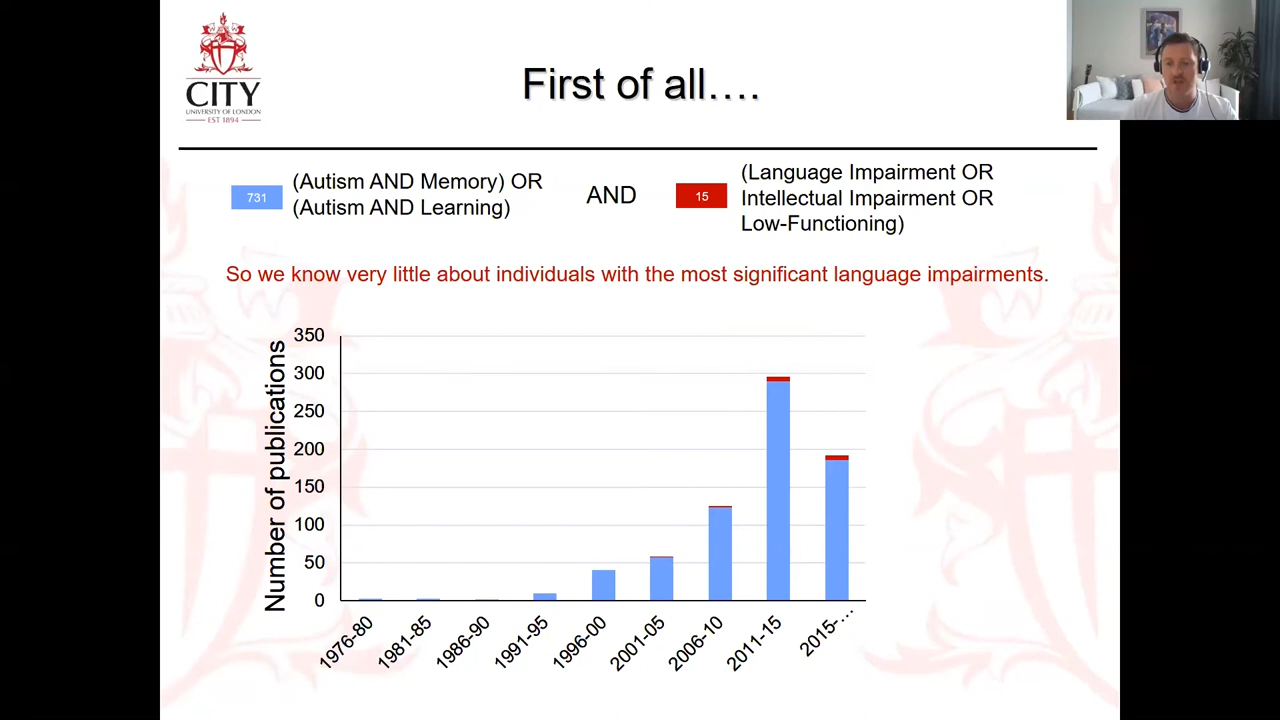 CITY
UNIVERSITY OF LONDON
EST 1894
First of all….
731
(Autism AND Memory) OR
(Autism AND Learning)
AND
15
(Language Impairment OR
Intellectual Impairment OR
Low-Functioning)
So we know very little about individuals with the most significant language impairments.
Number of publications
350
300
250
200
150
100
50
0
1976-80
1981-85
1986-90
1991-95
1996-00
2001-05
2006-10
2011-15
2015-…